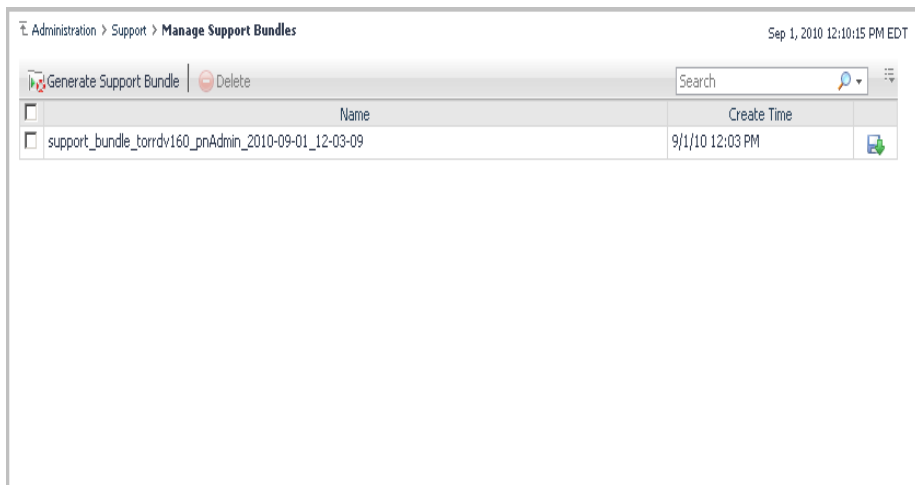 Administration > Support > Manage Support Bundles
Sep 1, 2010 12:10:15 PM EDT
Generate Support Bundle
Delete
Search
Name
Create Time
support_bundle_torrdv160_pnAdmin_2010-09-01_12-03-09
9/1/10 12:03 PM